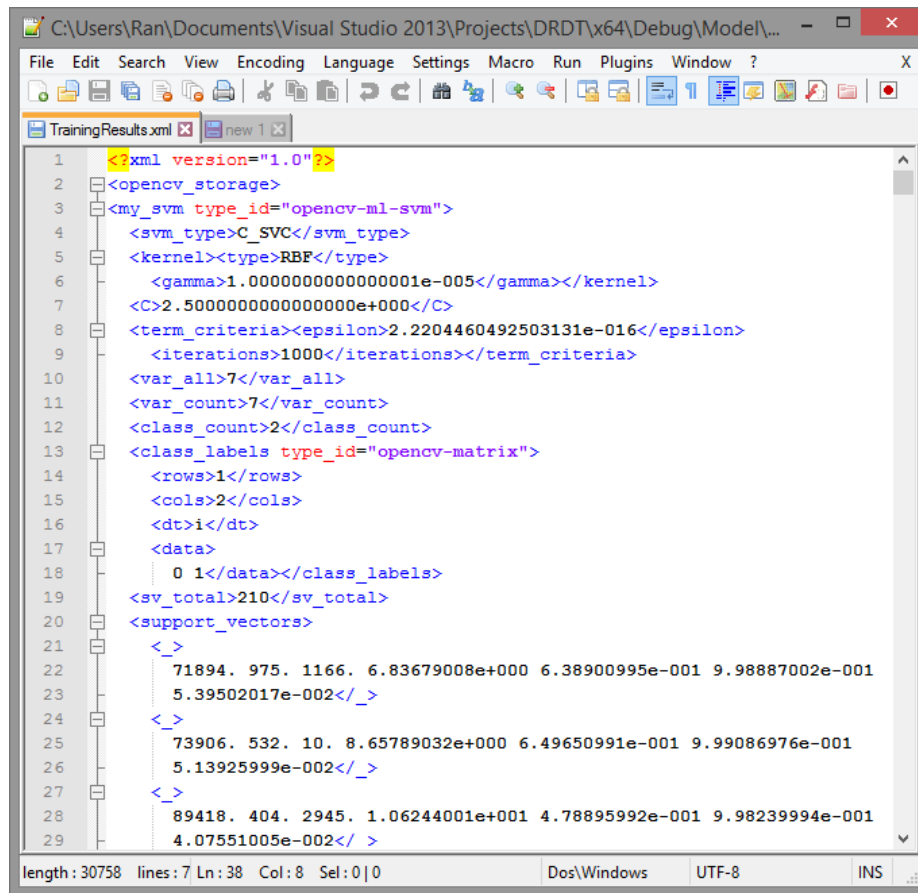 C:\Users\Ran\Documents\Visual Studio 2013\Projects\DRDT\x64\Debug\Model\...
File Edit Search View Encoding Language Settings Macro Run Plugins Window ? X
TrainingResults.xml new 1
1 <?xml version="1.0"?>
2 <opencv_storage>
3 <my_svm type_id="opencv-ml-svm">
4 <svm_type>C_SVC</svm_type>
5 <kernel><type>RBF</type>
6 <gamma>1.0000000000000001e-005</gamma></kernel>
7 <C>2.5000000000000000e+000</C>
8 <term_criteria><epsilon>2.2204460492503131e-016</epsilon>
9 <iterations>1000</iterations></term_criteria>
10 <var_all>7</var_all>
11 <var_count>7</var_count>
12 <class_count>2</class_count>
13 <class_labels type_id="opencv-matrix">
14 <rows>1</rows>
15 <cols>2</cols>
16 <dt>i</dt>
17 <data>
18 0 1</data></class_labels>
19 <sv_total>210</sv_total>
20 <support_vectors>
21 <_>
22 71894. 975. 1166. 6.83679008e+000 6.38900995e-001 9.98887002e-001
23 5.39502017e-002</_>
24 <_>
25 73906. 532. 10. 8.65789032e+000 6.49650991e-001 9.99086976e-001
26 5.13925999e-002</_>
27 <_>
28 89418. 404. 2945. 1.06244001e+001 4.78895992e-001 9.98239994e-001
29 4.07551005e-002</_>
length : 30758 lines : 7 Ln : 38 Col : 8 Sel : 0 | 0 Dos\Windows UTF-8 INS